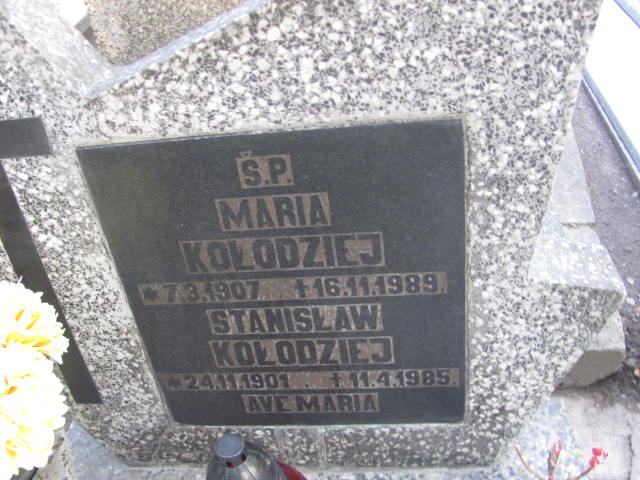 Ś.P.
MARIA
KOŁODZIEJ
*7.3.1907 †16.11.1989.
STANISŁAW
KOŁODZIEJ
*24.11.1901 †11.4.1985.
AVE MARIA